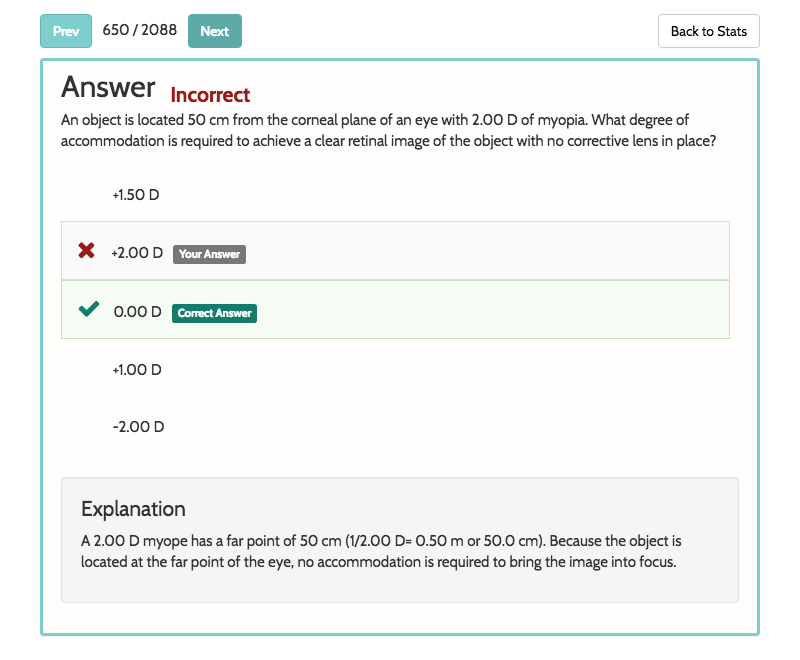 Prev 650 / 2088 Next Back to Stats
Answer Incorrect
An object is located 50 cm from the corneal plane of an eye with 2.00 D of myopia. What degree of
accommodation is required to achieve a clear retinal image of the object with no corrective lens in place?
+1.50 D
+2.00 D Your Answer
0.00 D Correct Answer
+1.00 D
-2.00 D
Explanation
A 2.00 D myope has a far point of 50 cm (1/2.00 D= 0.50 m or 50.0 cm). Because the object is
located at the far point of the eye, no accommodation is required to bring the image into focus.